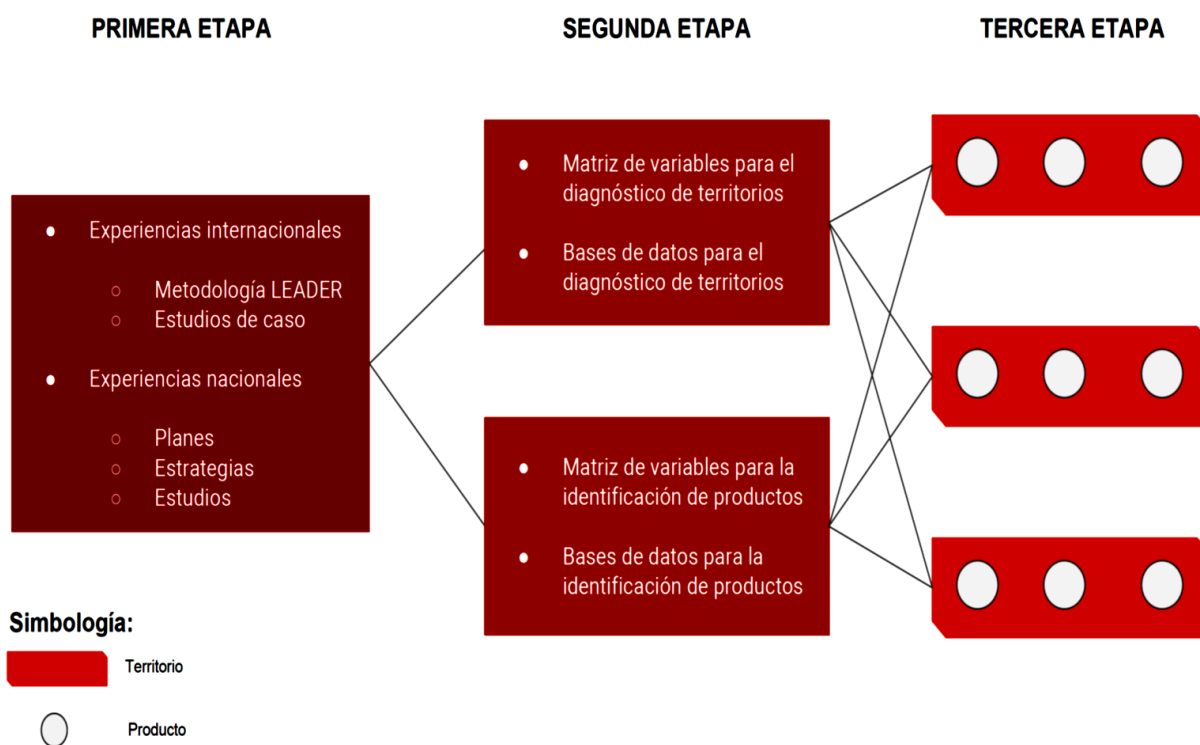 PRIMERA ETAPA
SEGUNDA ETAPA
TERCERA ETAPA
Experiencias internacionales
Metodología LEADER
Estudios de caso
Experiencias nacionales
Planes
Estrategias
Estudios
Matriz de variables para el
diagnóstico de territorios
Bases de datos para el
diagnóstico de territorios
Matriz de variables para la
identificación de productos
Bases de datos para la
identificación de productos
Simbología:
Territorio
Producto